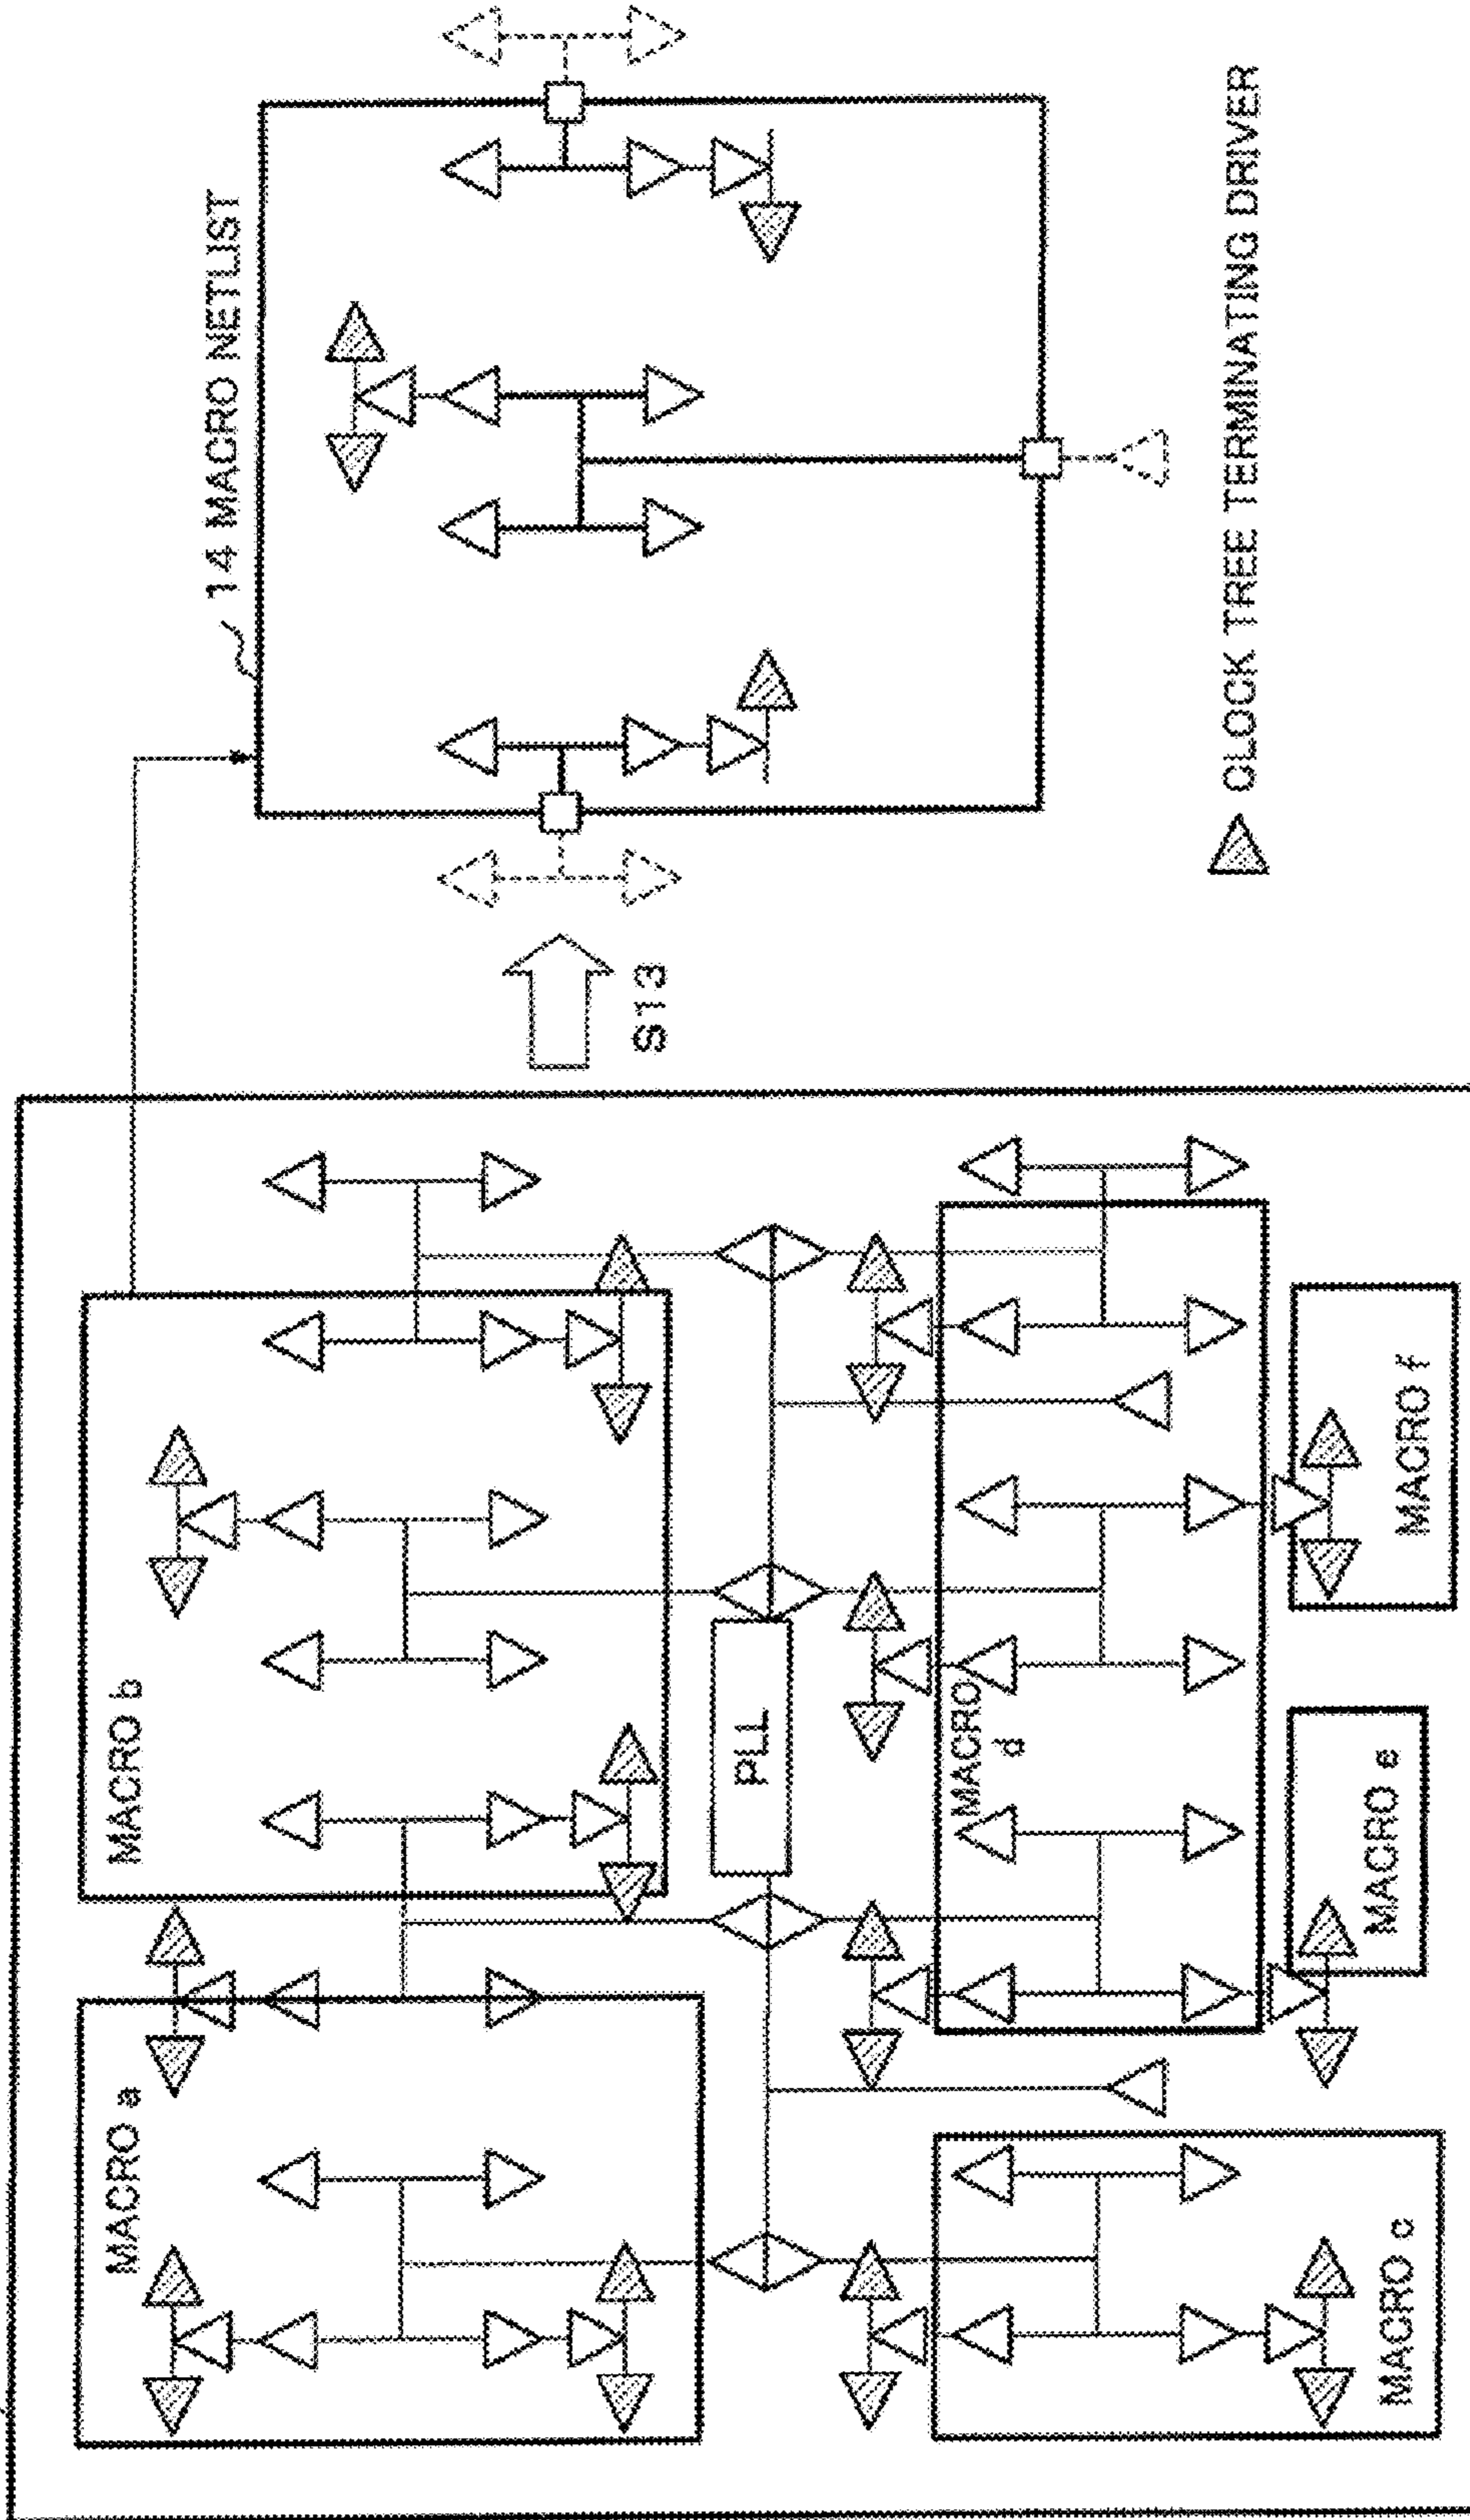 MACRO a
MACRO b
PLL
MACRO
d
MACRO c
MACRO e
MACRO f
S13
14 MACRO NETLIST
CLOCK TREE TERMINATING DRIVER